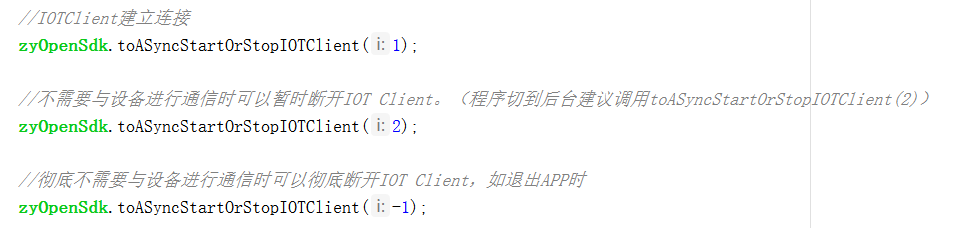 //IOTClient建立连接
zyOpenSdk.toASyncStartOrStopIOTClient( i: 1);
//不需要与设备进行通信时可以暂时断开IOT Client。（程序切到后台建议调用toASyncStartOrStopIOTClient(2)）
zyOpenSdk.toASyncStartOrStopIOTClient( i: 2);
//彻底不需要与设备进行通信时可以彻底断开IOT Client，如退出APP时
zyOpenSdk.toASyncStartOrStopIOTClient( i: -1);